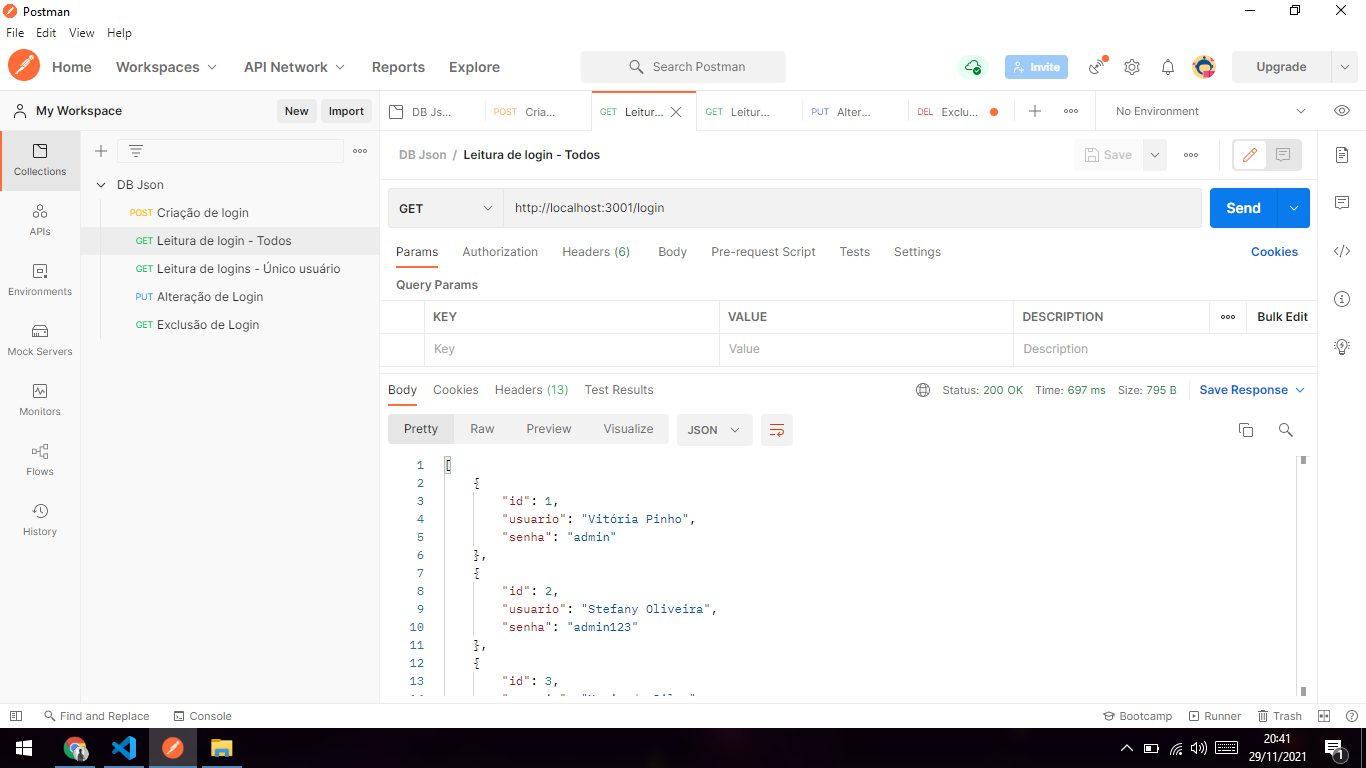 Postman
File Edit View Help
Home Workspaces API Network Reports Explore Search Postman Invite Upgrade
My Workspace New Import DB Js... POST Cria... GET Leitur... GET Leitur... PUT Alter... DEL Exclu... No Environment
Collections
APIs
Environments
Mock Servers
Monitors
Flows
History
DB Json
POST Criação de login
GET Leitura de login - Todos
GET Leitura de logins - Único usuário
PUT Alteração de Login
GET Exclusão de Login
DB Json / Leitura de login - Todos Save
GET http://localhost:3001/login Send
Params Authorization Headers (6) Body Pre-request Script Tests Settings Cookies
Query Params
KEY VALUE DESCRIPTION Bulk Edit
Key Value Description
Body Cookies Headers (13) Test Results Status: 200 OK Time: 697 ms Size: 795 B Save Response
Pretty Raw Preview Visualize JSON
1 [
2 {
3 "id": 1,
4 "usuario": "Vitória Pinho",
5 "senha": "admin"
6 },
7 {
8 "id": 2,
9 "usuario": "Stefany Oliveira",
10 "senha": "admin123"
11 },
12 {
13 "id": 3,
Find and Replace Console Bootcamp Runner Trash
20:41
29/11/2021
1